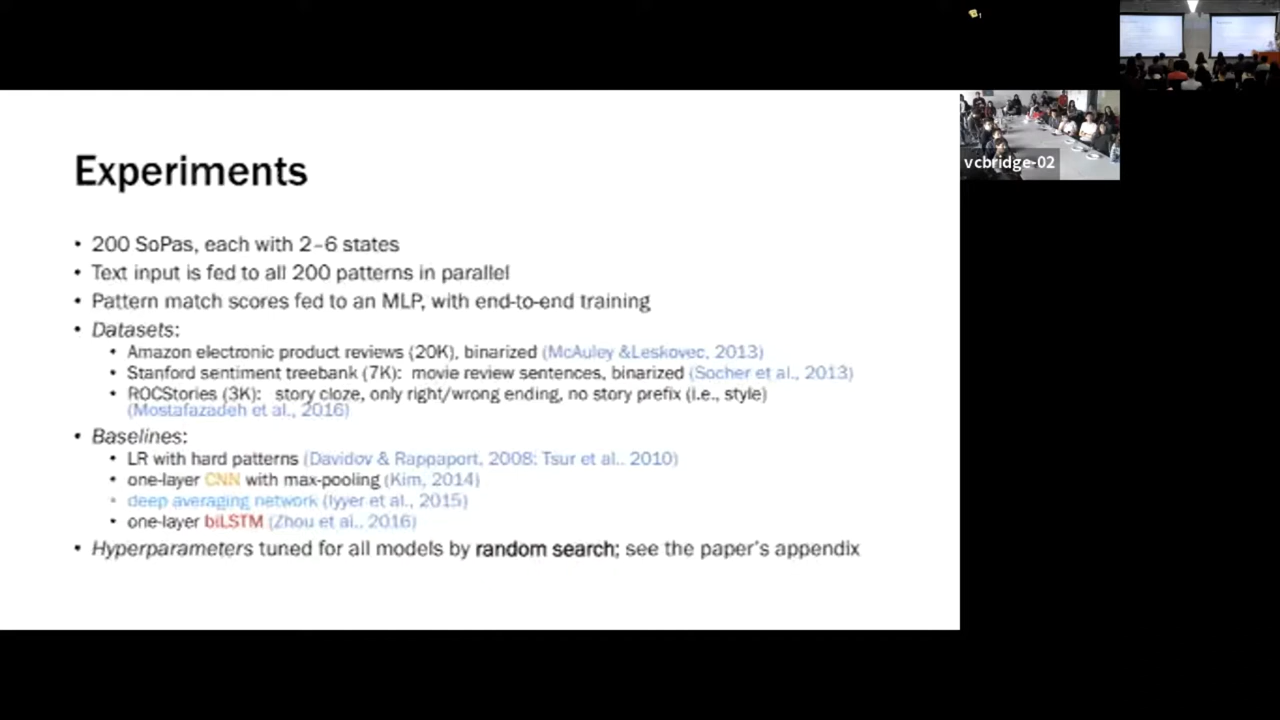 Experiments
• 200 SoPas, each with 2–6 states
• Text input is fed to all 200 patterns in parallel
• Pattern match scores fed to an MLP, with end-to-end training
• Datasets:
• Amazon electronic product reviews (20K), binarized (McAuley &Leskovec, 2013)
• Stanford sentiment treebank (7K): movie review sentences, binarized (Socher et al., 2013)
• ROCStories (3K): story cloze, only right/wrong ending, no story prefix (i.e., style)
(Mostafazadeh et al., 2016)
• Baselines:
• LR with hard patterns (Davidov & Rappaport, 2008; Tsur et al., 2010)
• one-layer CNN with max-pooling (Kim, 2014)
• deep averaging network (Iyyer et al., 2015)
• one-layer biLSTM (Zhou et al., 2016)
• Hyperparameters tuned for all models by random search; see the paper's appendix
vcbridge-02